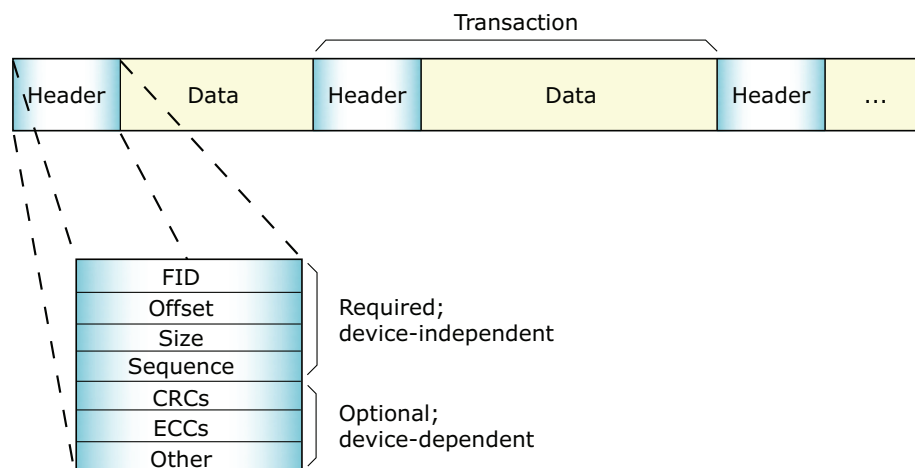 Transaction
Header Data Header Data Header ...
FID
Offset
Size
Sequence
CRCs
ECCs
Other
Required;
device-independent
Optional;
device-dependent